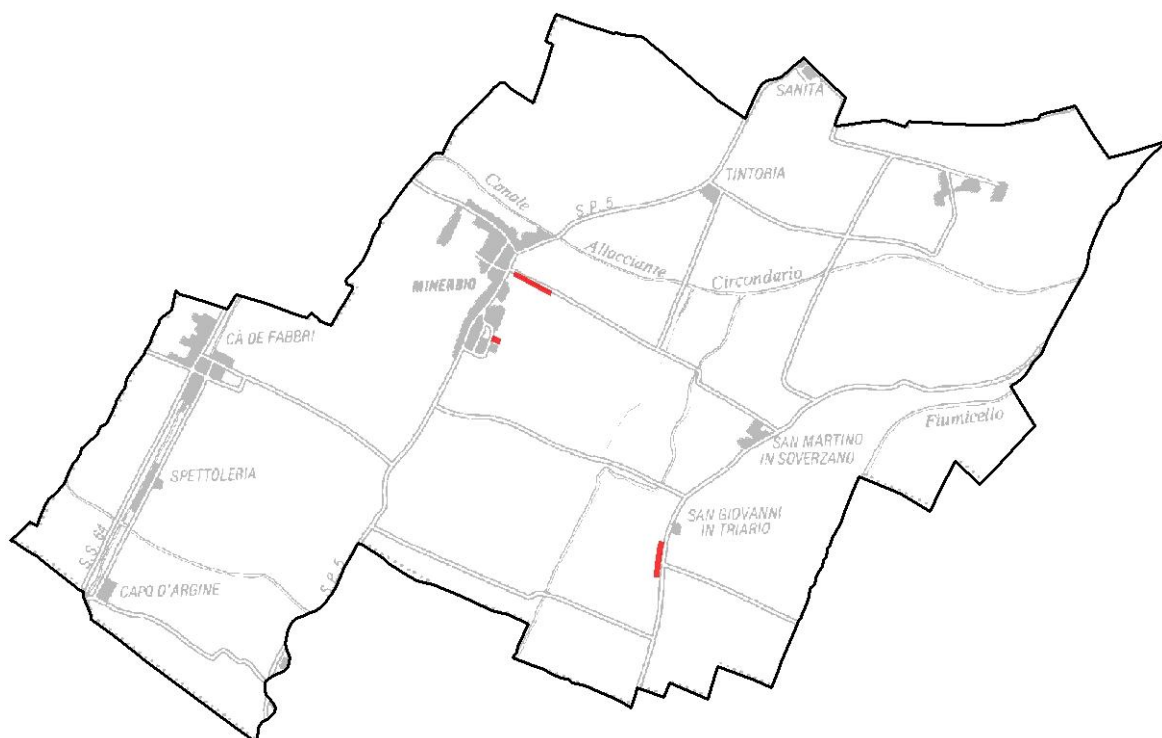 SANITÀ
TINTORIA
Canale
S.P. 5
Allacciante
Circondario
MINERBIO
CÀ DE FABBRI
Fiumicello
SAN MARTINO
IN SOVERZANO
SPETTOLERIA
SAN GIOVANNI
IN TRIARIO
S.S. 64
S.P. 5
CAPO D'ARGINE